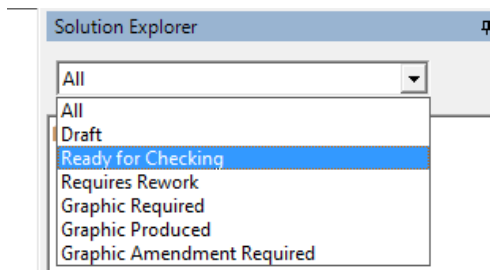 Solution Explorer
All
All
Draft
Ready for Checking
Requires Rework
Graphic Required
Graphic Produced
Graphic Amendment Required